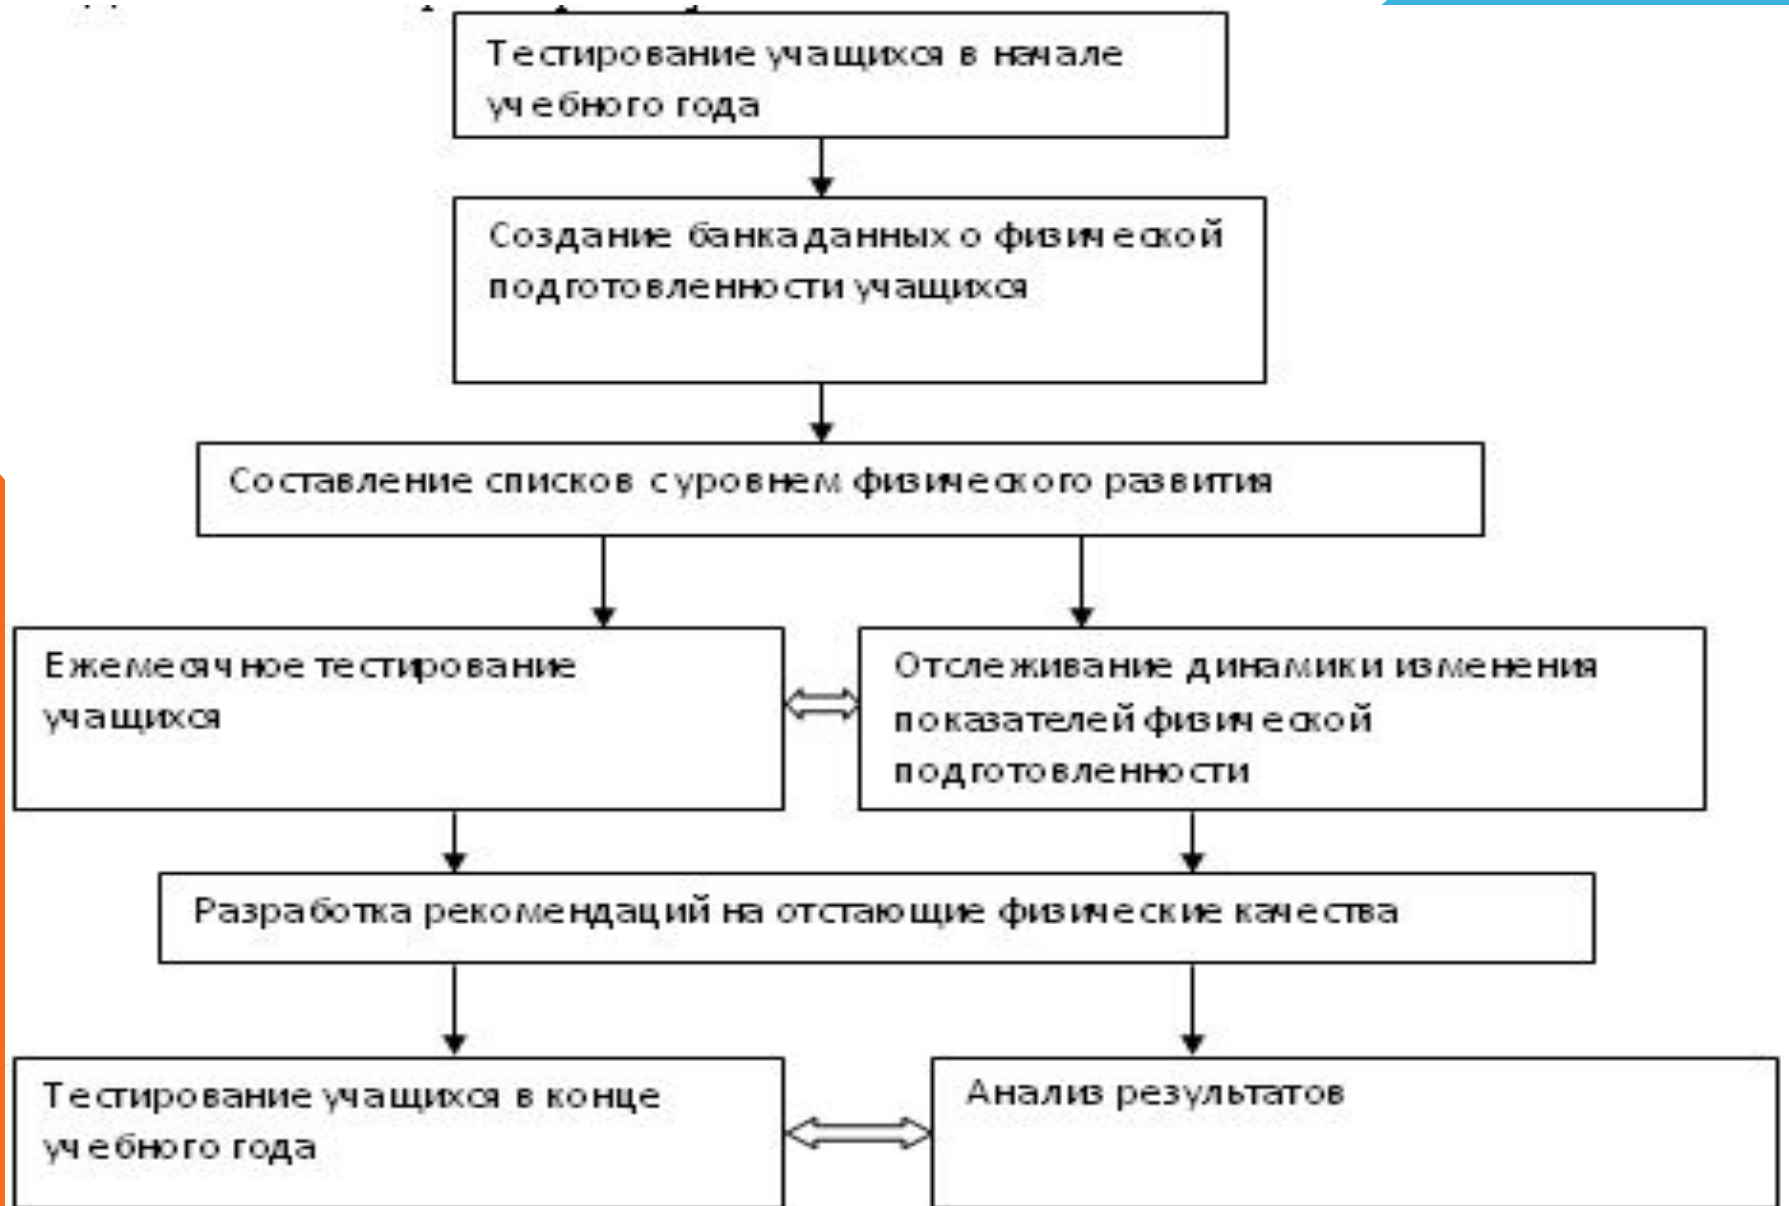 Тестирование учащихся в начале
учебного года
Создание банка данных о физической
подготовленности учащихся
Составление списков с уровнем физического развития
Ежемесячное тестирование
учащихся
Отслеживание динамики изменения
показателей физической
подготовленности
Разработка рекомендаций на отстающие физические качества
Тестирование учащихся в конце
учебного года
Анализ результатов